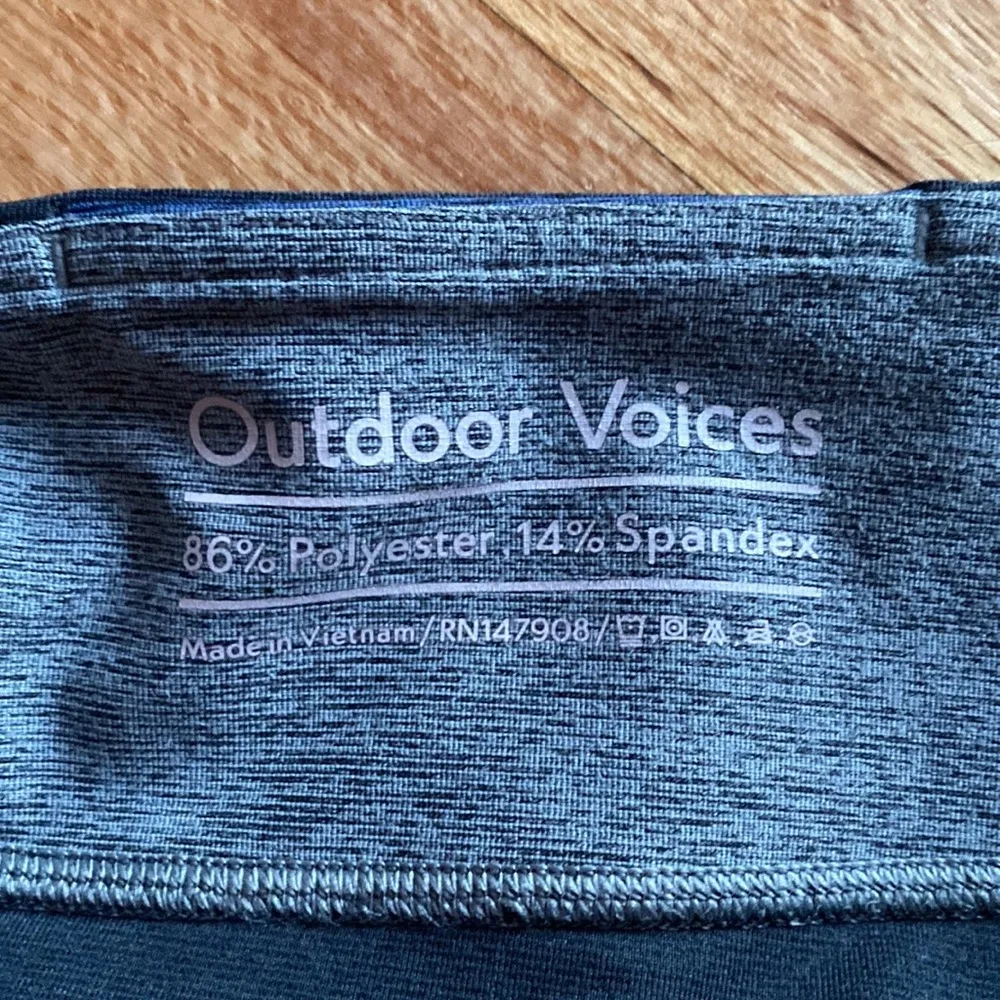 Outdoor Voices
86% Polyester 14% Spandex
Made in Vietnam/RN147908/